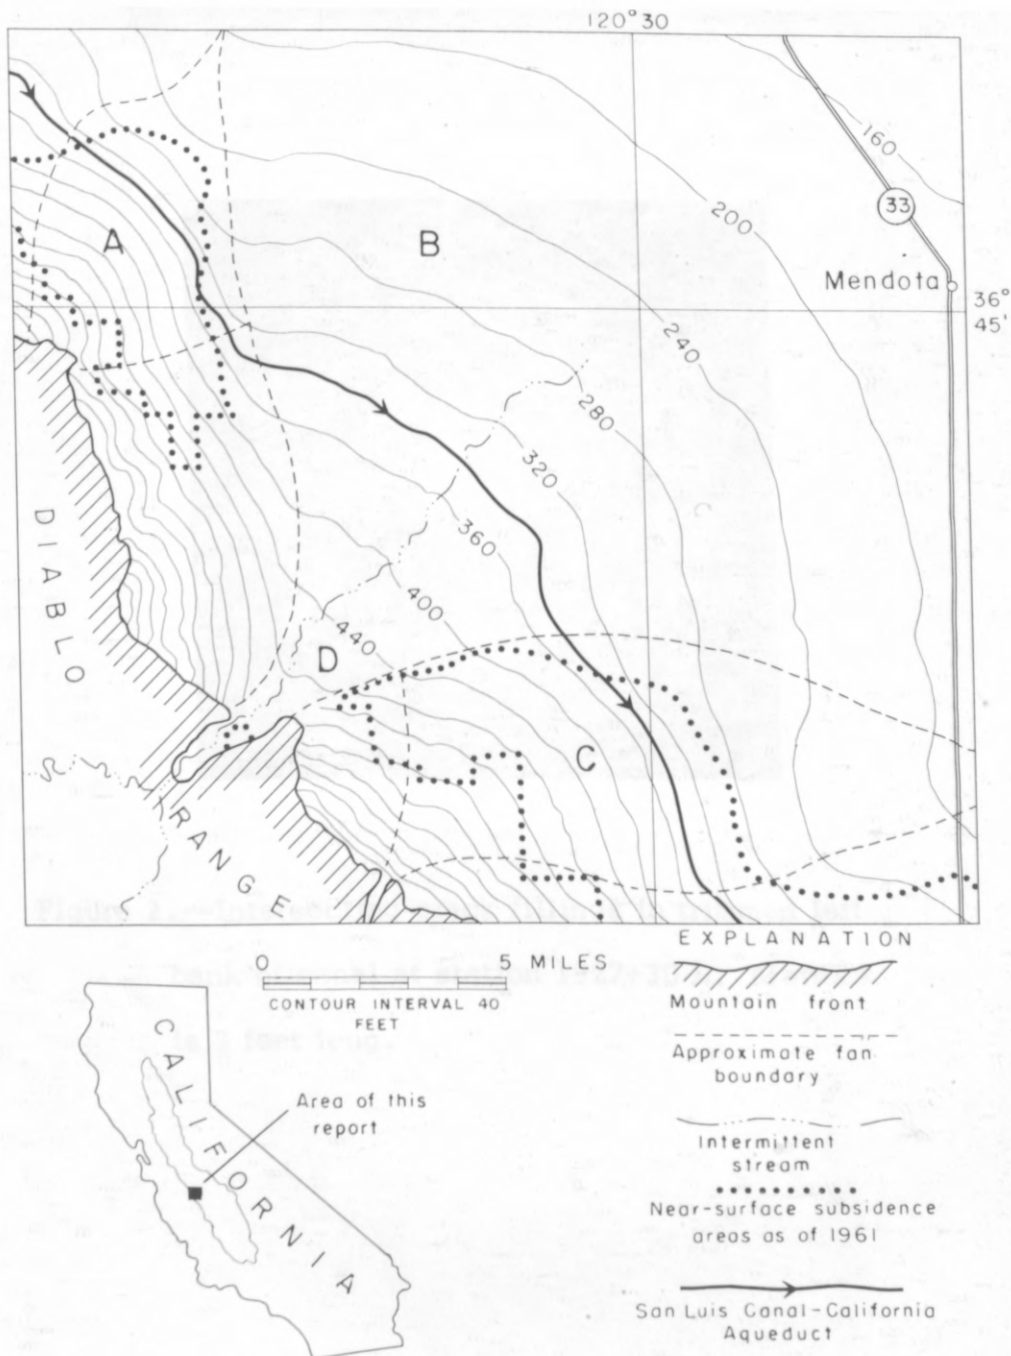 120°30
160
200
33
A
B
Mendota
36°
45'
240
280
320
360
400
440
D
C
DIABLO
RANGE
EXPLANATION
0 5 MILES
CONTOUR INTERVAL 40
FEET
Mountain front
Approximate fan
boundary
Intermittent
stream
Near-surface subsidence
areas as of 1961
San Luis Canal-California
Aqueduct
CALIFORNIA
Area of this
report